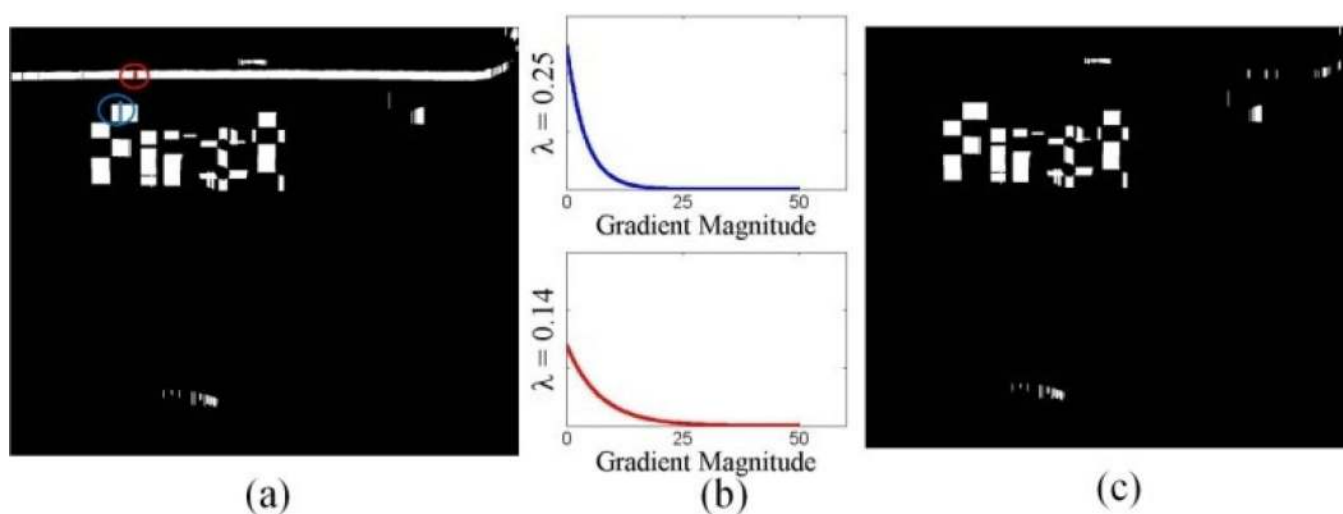 λ = 0.25
0
25
50
Gradient Magnitude
λ = 0.14
0
25
50
Gradient Magnitude
(a)
(b)
(c)